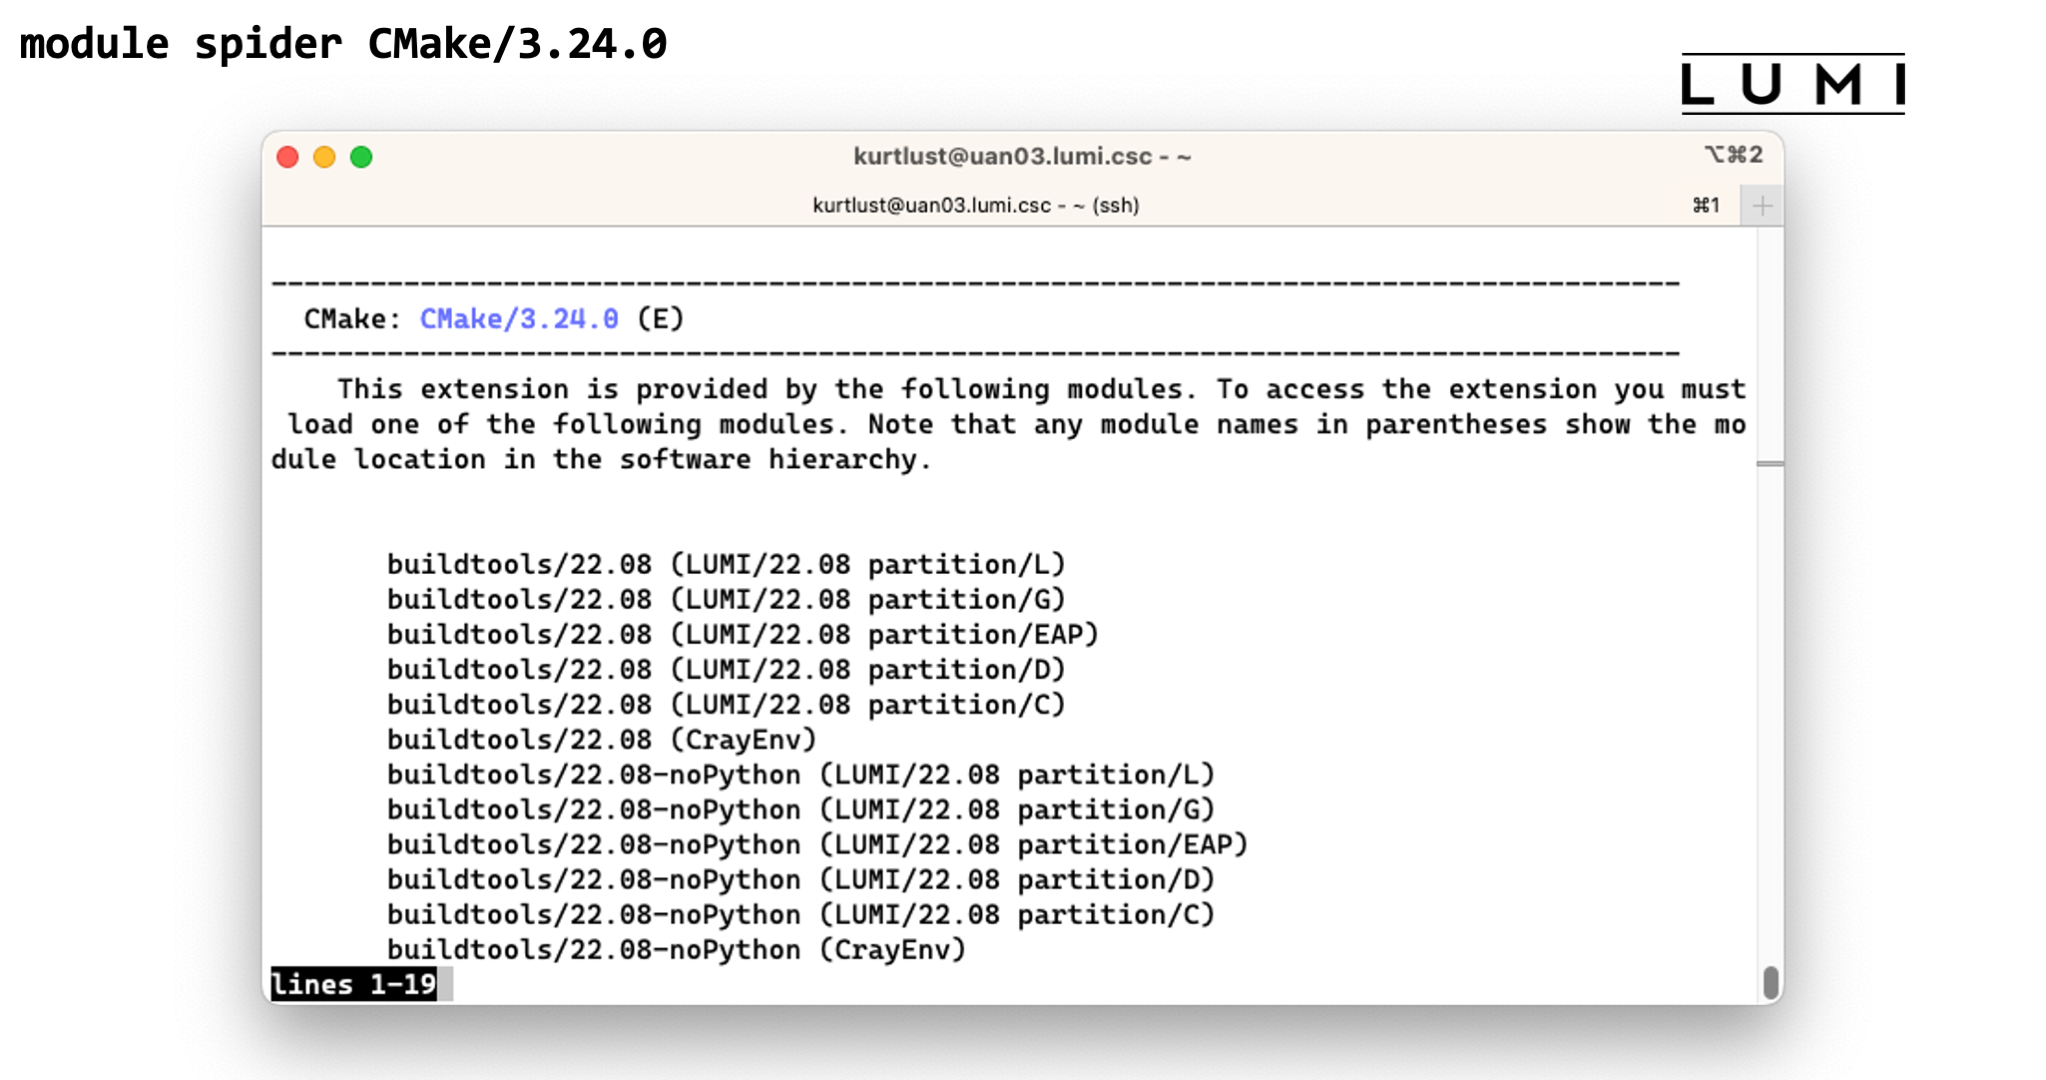 module spider CMake/3.24.0
LUMI
kurtlust@uan03.lumi.csc - ~
⌥⌘2
kurtlust@uan03.lumi.csc - ~ (ssh)
⌘1
+
--------------------------------------------------------------------------------------
  CMake: CMake/3.24.0 (E)
--------------------------------------------------------------------------------------
    This extension is provided by the following modules. To access the extension you must
 load one of the following modules. Note that any module names in parentheses show the mo
dule location in the software hierarchy.
       buildtools/22.08 (LUMI/22.08 partition/L)
       buildtools/22.08 (LUMI/22.08 partition/G)
       buildtools/22.08 (LUMI/22.08 partition/EAP)
       buildtools/22.08 (LUMI/22.08 partition/D)
       buildtools/22.08 (LUMI/22.08 partition/C)
       buildtools/22.08 (CrayEnv)
       buildtools/22.08-noPython (LUMI/22.08 partition/L)
       buildtools/22.08-noPython (LUMI/22.08 partition/G)
       buildtools/22.08-noPython (LUMI/22.08 partition/EAP)
       buildtools/22.08-noPython (LUMI/22.08 partition/D)
       buildtools/22.08-noPython (LUMI/22.08 partition/C)
       buildtools/22.08-noPython (CrayEnv)
lines 1-19